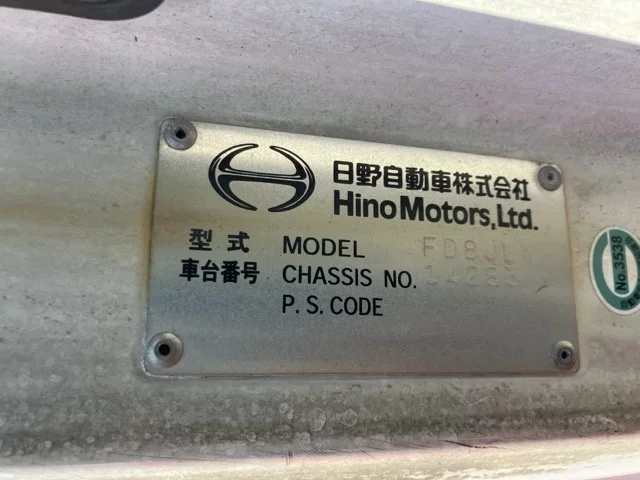 日野自動車株式会社
Hino Motors, Ltd.
型式 MODEL FD8JL
車台番号 CHASSIS NO.
P.S.CODE
No.3538